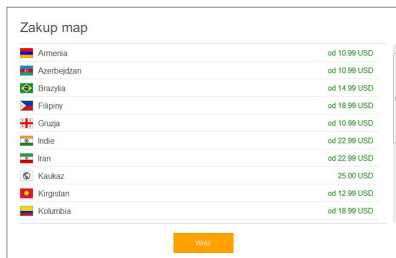 Zakup map
Armenia od 10.99 USD
Azerbejdżan od 10.99 USD
Brazylia od 14.99 USD
Filipiny od 18.99 USD
Gruzja od 10.99 USD
Indie od 22.99 USD
Iran od 22.99 USD
Kaukaz 25.00 USD
Kirgistan od 12.99 USD
Kolumbia od 18.99 USD
Wróć